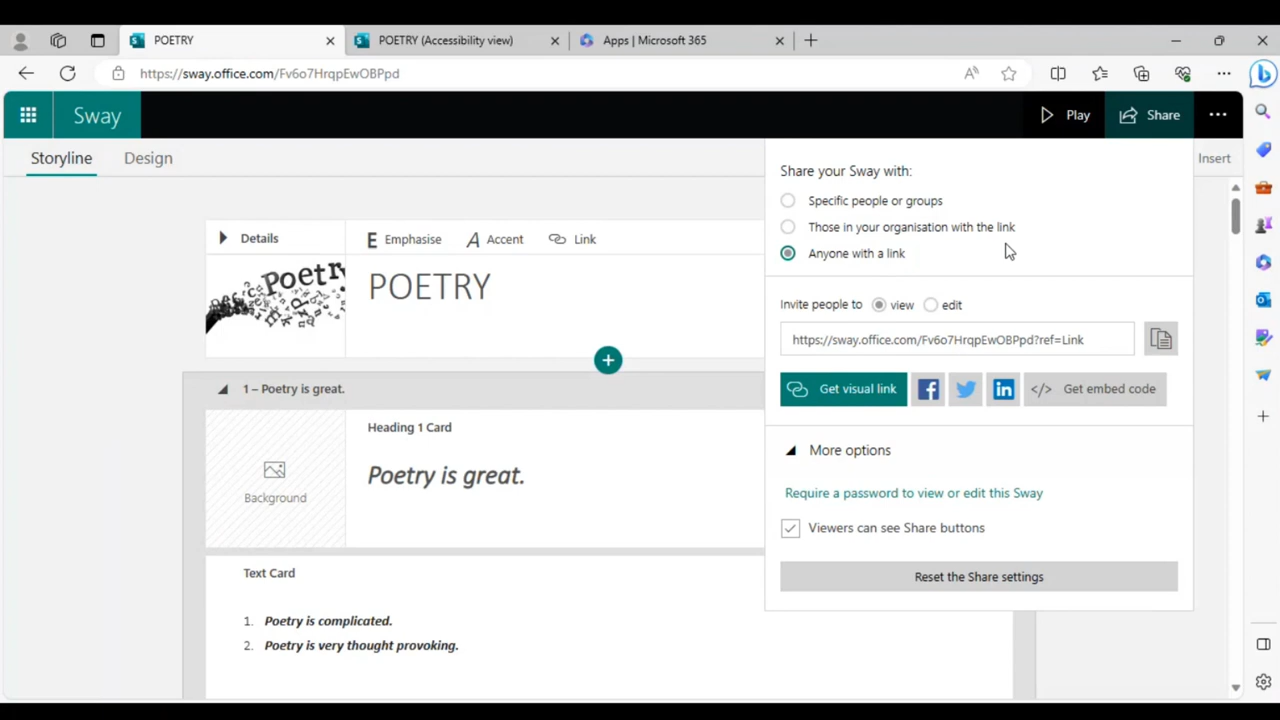 POETRY
POETRY (Accessibility view)
Apps | Microsoft 365
https://sway.office.com/Fv6o7HrqpEwOBPpd
Sway
Play
Share
Storyline
Design
Insert
Share your Sway with:
Specific people or groups
Those in your organisation with the link
Anyone with a link
Invite people to
view
edit
https://sway.office.com/Fv6o7HrqpEwOBPpd?ref=Link
Get visual link
Get embed code
More options
Require a password to view or edit this Sway
Viewers can see Share buttons
Reset the Share settings
Details
E Emphasise
A Accent
Link
Poetry
POETRY
1 – Poetry is great.
Background
Heading 1 Card
Poetry is great.
Text Card
1. Poetry is complicated.
2. Poetry is very thought provoking.